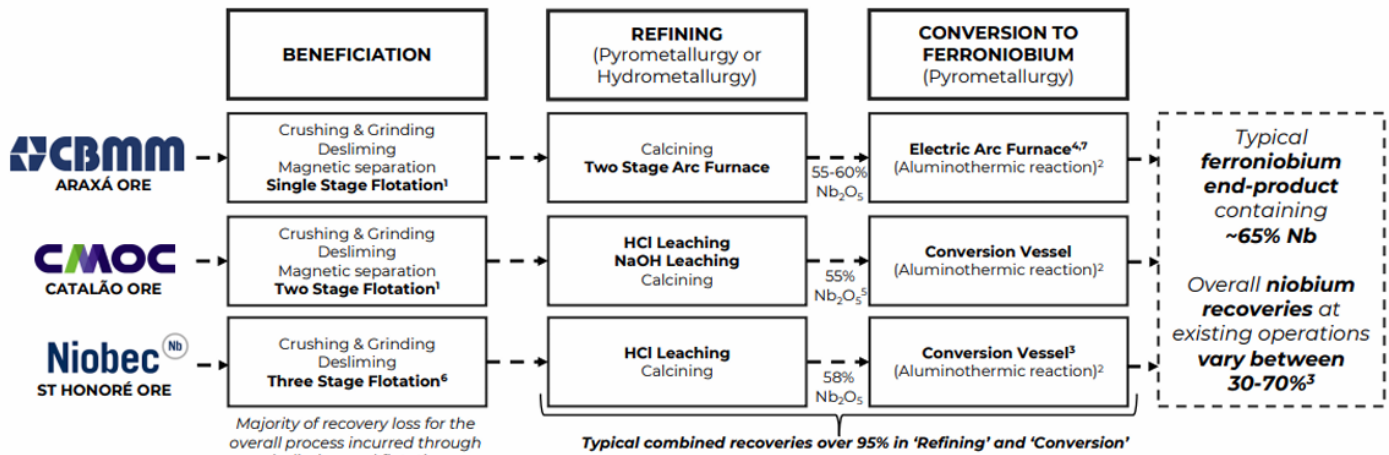 BENEFICIATION
REFINING
(Pyrometallurgy or
Hydrometallurgy)
CONVERSION TO
FERRONIOBIUM
(Pyrometallurgy)
CBMM
ARAXÁ ORE
Crushing & Grinding
Desliming
Magnetic separation
Single Stage Flotation¹
Calcining
Two Stage Arc Furnace
55-60%
Nb₂O₅
Electric Arc Furnace⁴,⁷
(Aluminothermic reaction)²
CMOC
CATALÃO ORE
Crushing & Grinding
Desliming
Magnetic separation
Two Stage Flotation¹
HCl Leaching
NaOH Leaching
Calcining
55%
Nb₂O₅⁵
Conversion Vessel
(Aluminothermic reaction)²
Niobec Nb
ST HONORÉ ORE
Crushing & Grinding
Desliming
Three Stage Flotation⁶
HCl Leaching
Calcining
58%
Nb₂O₅
Conversion Vessel³
(Aluminothermic reaction)²
Typical
ferroniobium
end-product
containing
~65% Nb
Overall niobium
recoveries at
existing operations
vary between
30-70%³
Majority of recovery loss for the
overall process incurred through
Typical combined recoveries over 95% in ‘Refining’ and ‘Conversion’